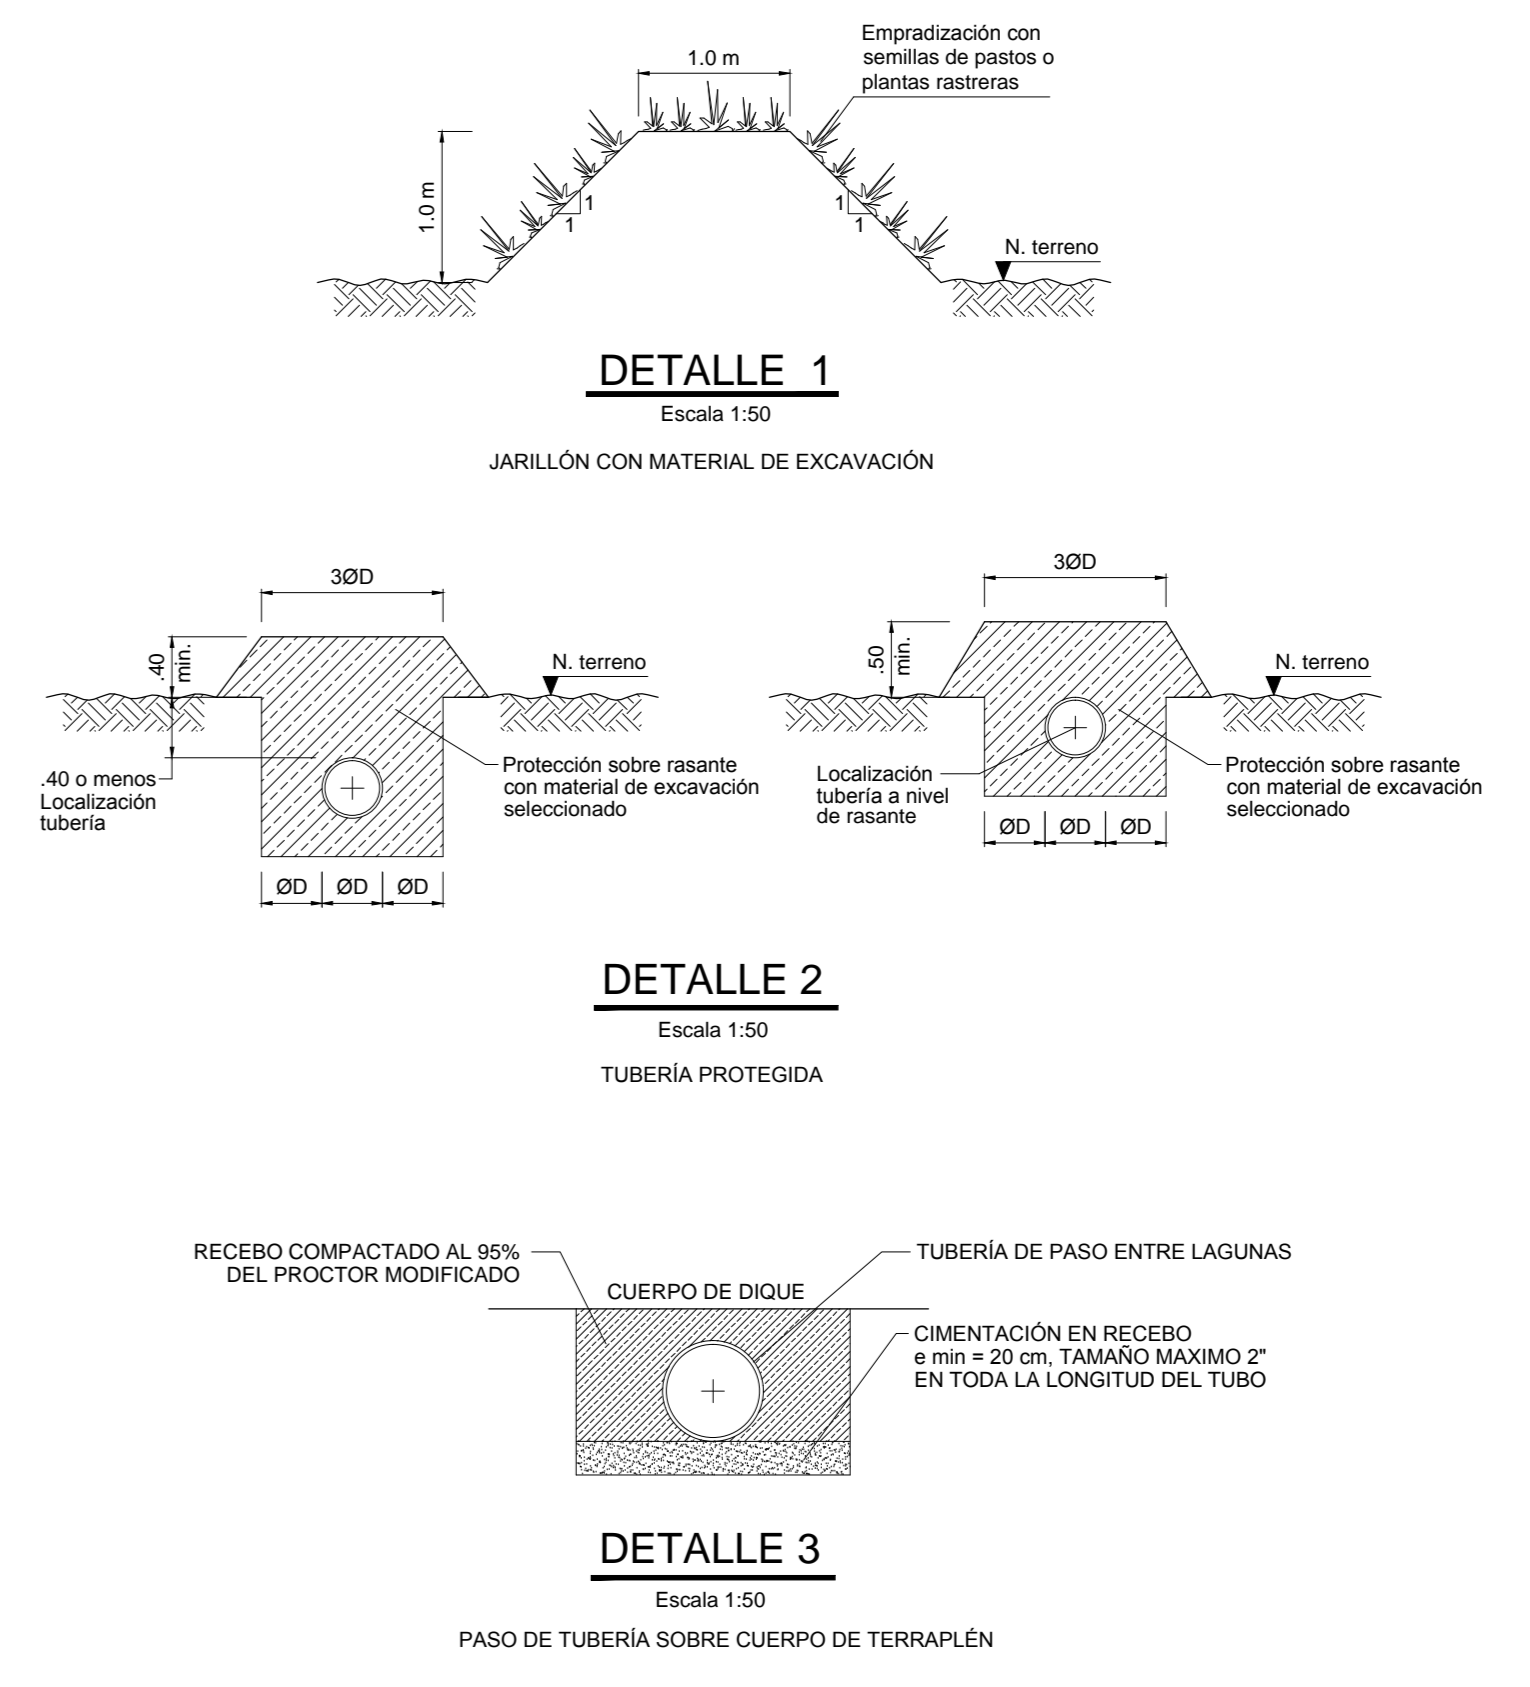 Empradización con
semillas de pastos o
plantas rastreras
1.0 m
1.0 m
1
1
1
1
N. terreno
DETALLE 1
Escala 1:50
JARILLÓN CON MATERIAL DE EXCAVACIÓN
3ØD
.40
min.
N. terreno
.40 o menos
Localización
tubería
Protección sobre rasante
con material de excavación
seleccionado
ØD ØD ØD
3ØD
.50
min.
N. terreno
Localización
tubería a nivel
de rasante
Protección sobre rasante
con material de excavación
seleccionado
ØD ØD ØD
DETALLE 2
Escala 1:50
TUBERÍA PROTEGIDA
RECEBO COMPACTADO AL 95%
DEL PROCTOR MODIFICADO
CUERPO DE DIQUE
TUBERÍA DE PASO ENTRE LAGUNAS
CIMENTACIÓN EN RECEBO
e min = 20 cm, TAMAÑO MAXIMO 2"
EN TODA LA LONGITUD DEL TUBO
DETALLE 3
Escala 1:50
PASO DE TUBERÍA SOBRE CUERPO DE TERRAPLÉN